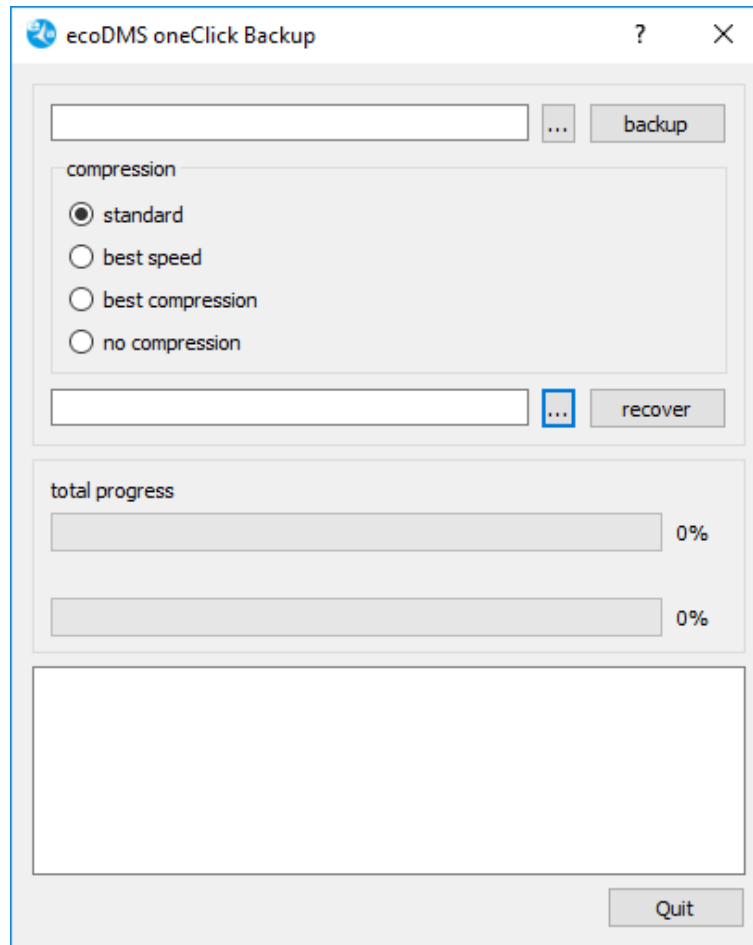 ecoDMS oneClick Backup ?
... backup
compression
standard
best speed
best compression
no compression
... recover
total progress
0%
0%
Quit